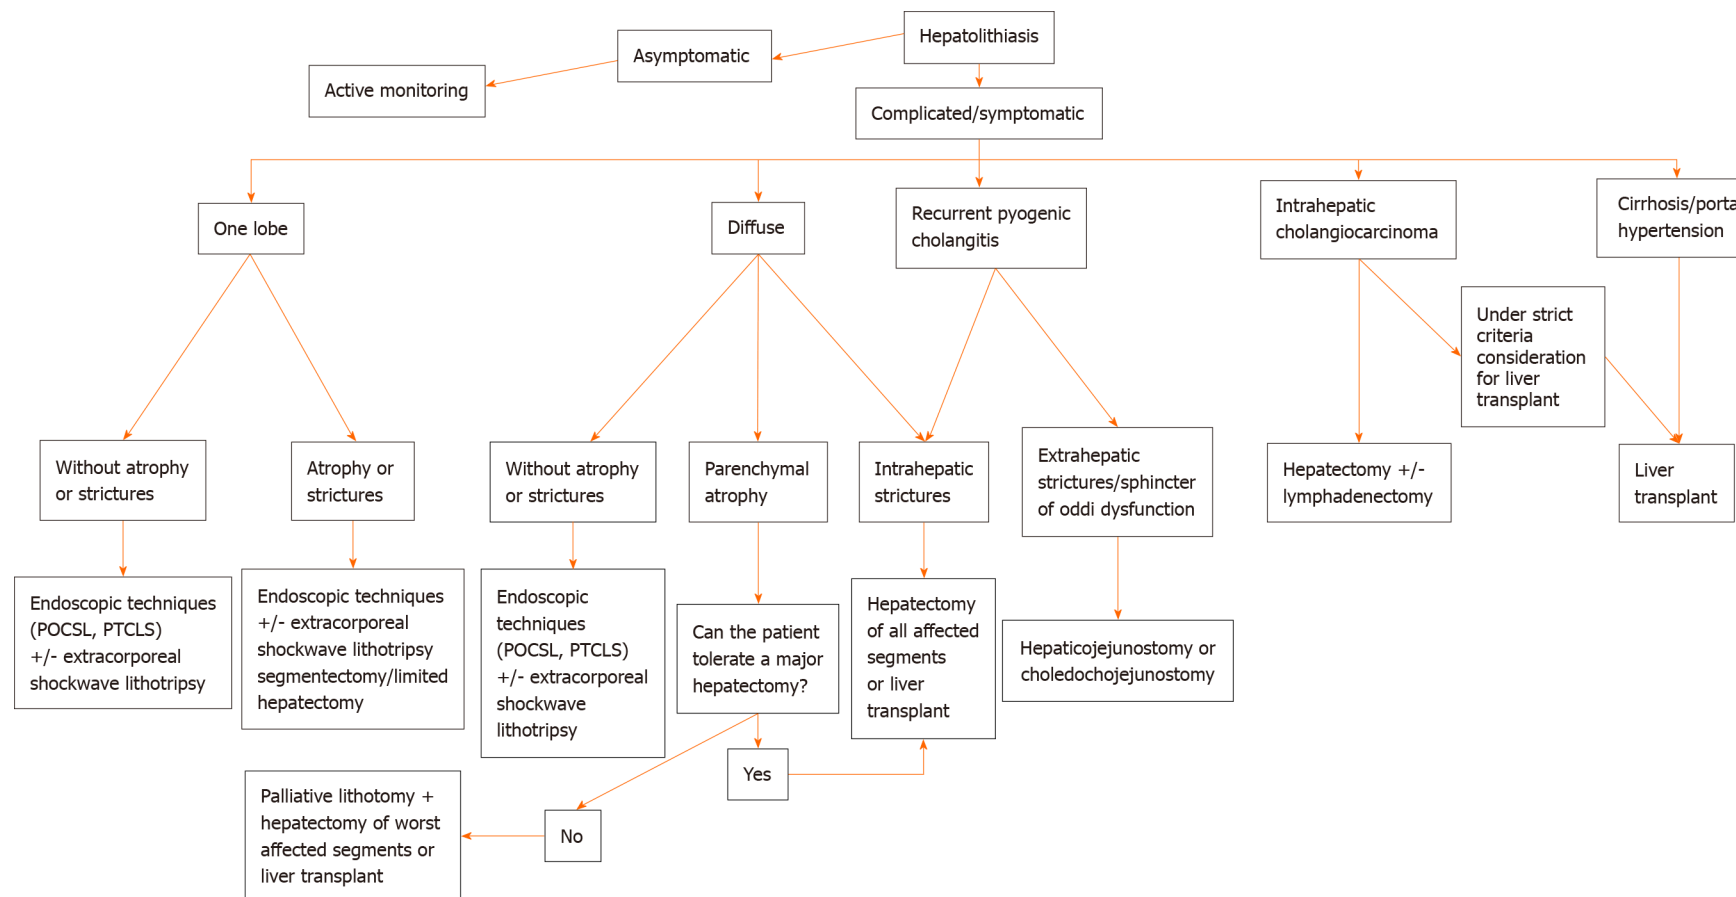 Hepatolithiasis
Asymptomatic
Active monitoring
Complicated/symptomatic
One lobe
Diffuse
Recurrent pyogenic
cholangitis
Intrahepatic
cholangiocarcinoma
Cirrhosis/porta
hypertension
Under strict
criteria
consideration
for liver
transplant
Without atrophy
or strictures
Atrophy or
strictures
Without atrophy
or strictures
Parenchymal
atrophy
Intrahepatic
strictures
Extrahepatic
strictures/sphincter
of oddi dysfunction
Hepatectomy +/-
lymphadenectomy
Liver
transplant
Endoscopic techniques
(POCSL, PTCLS)
+/- extracorporeal
shockwave lithotripsy
Endoscopic techniques
+/- extracorporeal
shockwave lithotripsy
segmentectomy/limited
hepatectomy
Endoscopic
techniques
(POCSL, PTCLS)
+/- extracorporeal
shockwave
lithotripsy
Can the patient
tolerate a major
hepatectomy?
Hepatectomy
of all affected
segments
or liver
transplant
Hepaticojejunostomy or
choledochojejunostomy
Yes
No
Palliative lithotomy +
hepatectomy of worst
affected segments or
liver transplant